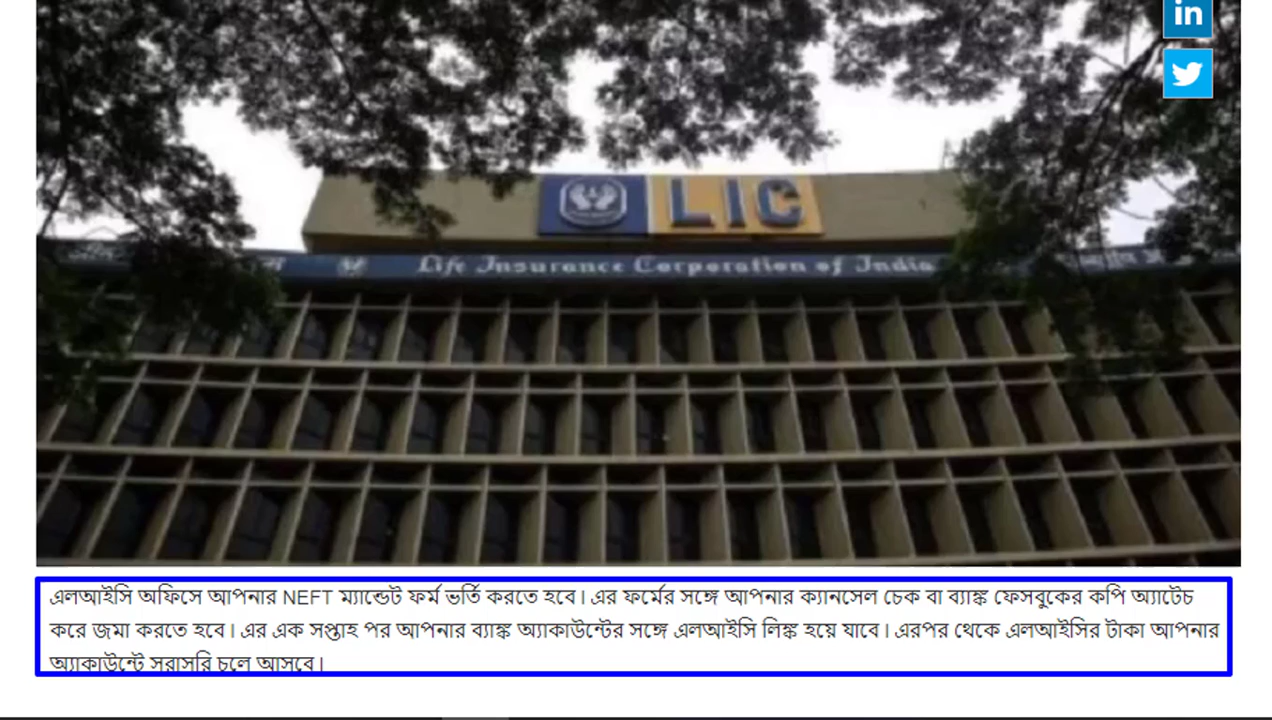 in
LIC
Life Insurance Corporation of India
এলআইসি অফিসে আপনার NEFT ম্যান্ডেট ফর্ম ভর্তি করতে হবে। এর ফর্মের সঙ্গে আপনার ক্যানসেল চেক বা ব্যাঙ্ক ফেসবুকের কপি অ্যাটেচ
করে জমা করতে হবে। এর এক সপ্তাহ পর আপনার ব্যাঙ্ক অ্যাকাউন্টের সঙ্গে এলআইসি লিঙ্ক হয়ে যাবে। এরপর থেকে এলআইসির টাকা আপনার
অ্যাকাউন্টে সরাসরি চলে আসবে।